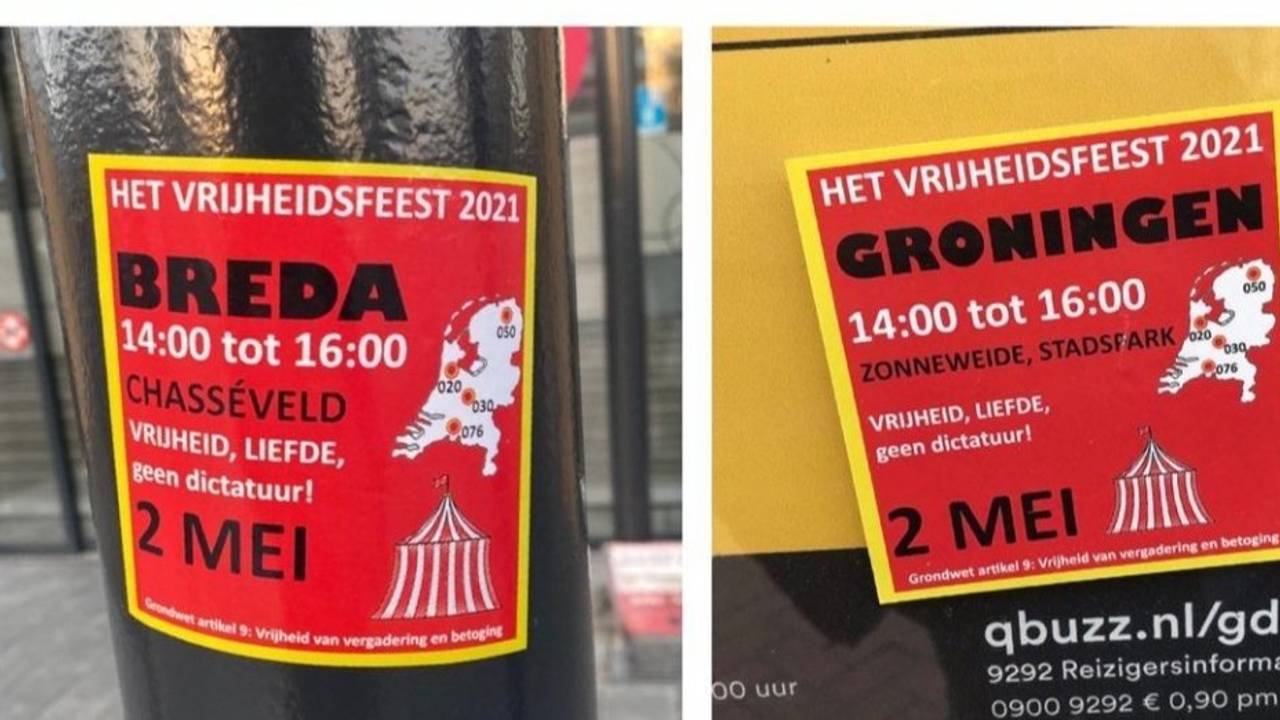 HET VRIJHEIDSFEEST 2021
BREDA
14:00 tot 16:00
CHASSÉVELD
VRIJHEID, LIEFDE,
geen dictatuur!
2 MEI
050
020
030
076
Grondwet artikel 9: Vrijheid van vergadering en betoging
HET VRIJHEIDSFEEST 2021
GRONINGEN
14:00 tot 16:00
ZONNEWEIDE, STADSPARK
VRIJHEID, LIEFDE,
geen dictatuur!
2 MEI
050
020
030
076
Grondwet artikel 9: Vrijheid van vergadering en betoging
qbuzz.nl/gd
9292 Reizigersinforma
00 uur
0900 9292 € 0,90 pm